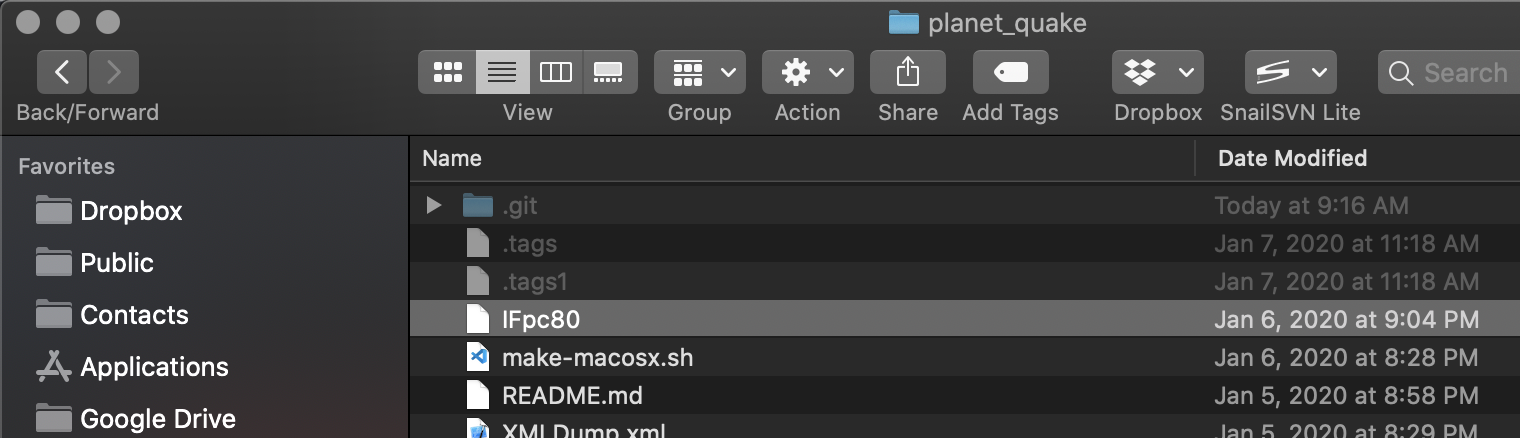 planet_quake
Search
Back/Forward View Group Action Share Add Tags Dropbox SnailSVN Lite
Favorites
Dropbox
Public
Contacts
Applications
Google Drive
Name Date Modified
.git Today at 9:16 AM
.tags Jan 7, 2020 at 11:18 AM
.tags1 Jan 7, 2020 at 11:18 AM
lFpc80 Jan 6, 2020 at 9:04 PM
make-macosx.sh Jan 6, 2020 at 8:28 PM
README.md Jan 5, 2020 at 8:58 PM
XMLDump.xml Jan 5, 2020 at 8:29 PM